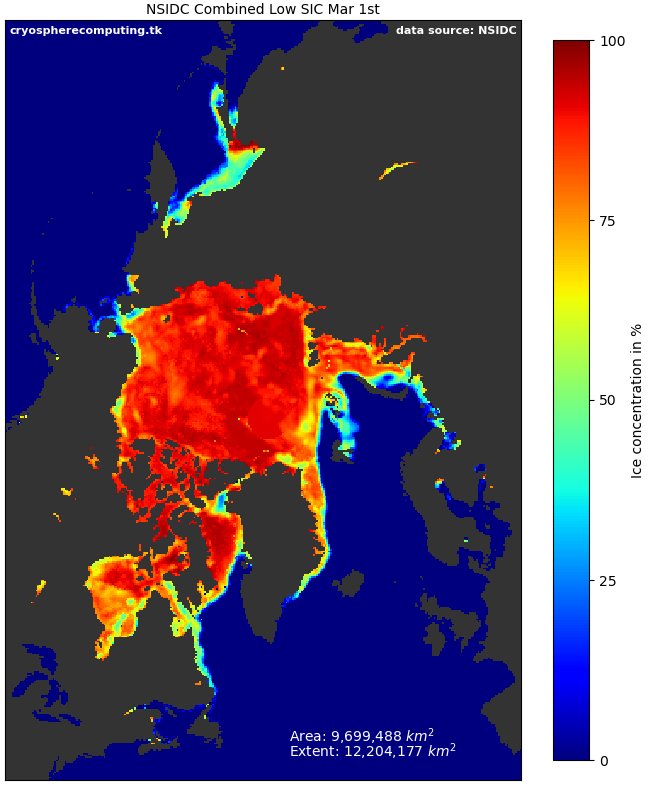 NSIDC Combined Low SIC Mar 1st
cryospherecomputing.tk
data source: NSIDC
100
75
50
25
0
Ice concentration in %
Area: 9,699,488 km²
Extent: 12,204,177 km²